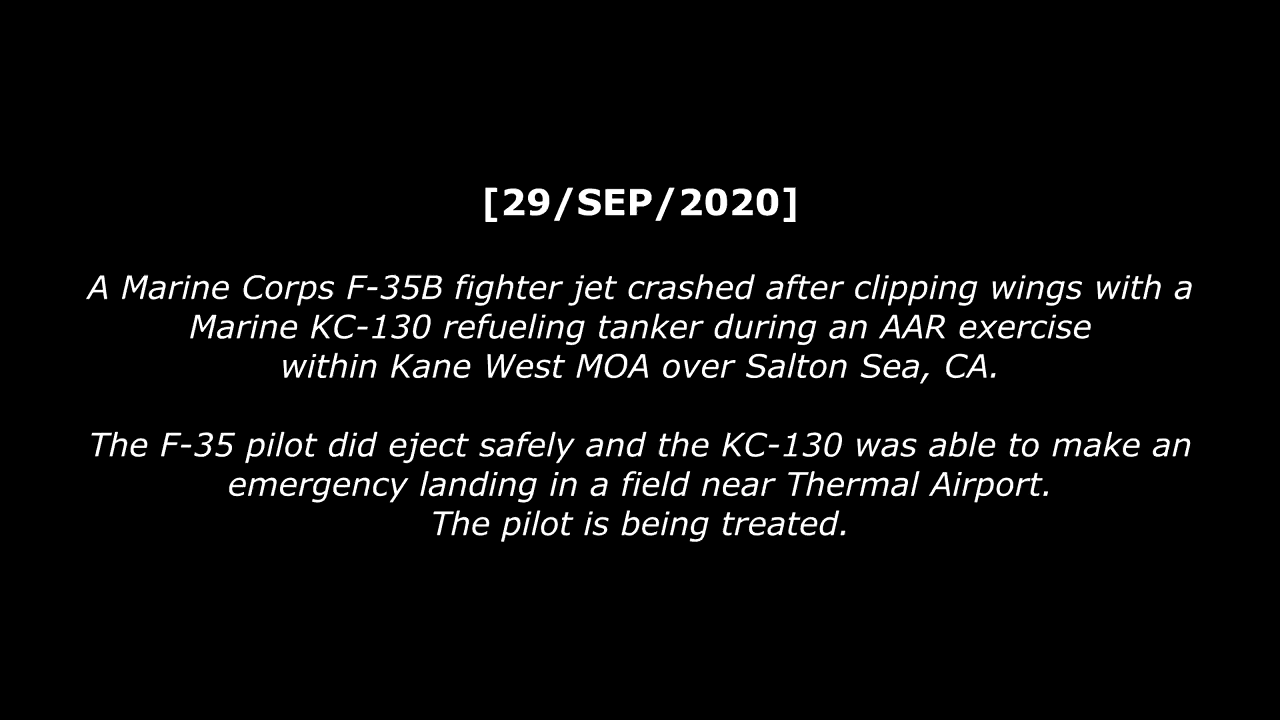 [29/SEP/2020]
A Marine Corps F-35B fighter jet crashed after clipping wings with a
Marine KC-130 refueling tanker during an AAR exercise
within Kane West MOA over Salton Sea, CA.
The F-35 pilot did eject safely and the KC-130 was able to make an
emergency landing in a field near Thermal Airport.
The pilot is being treated.